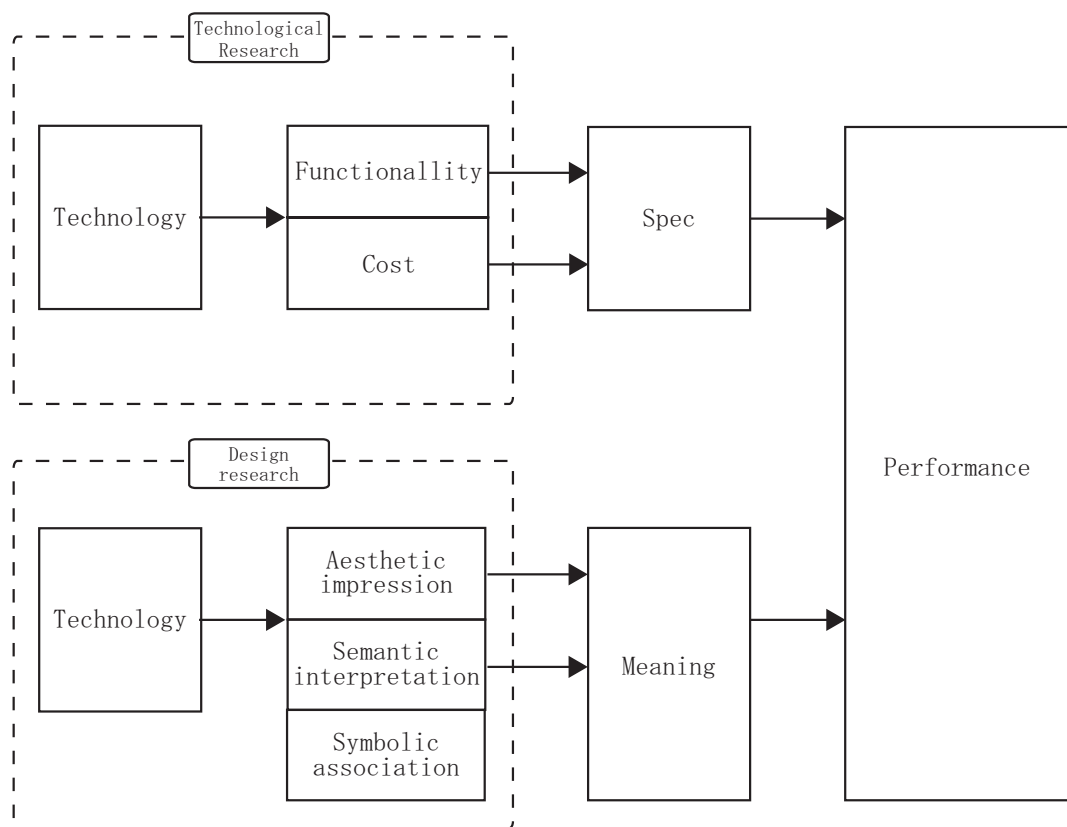 Technological
Research
Technology
Functionallity
Cost
Spec
Performance
Design
research
Technology
Aesthetic
impression
Semantic
interpretation
Symbolic
association
Meaning